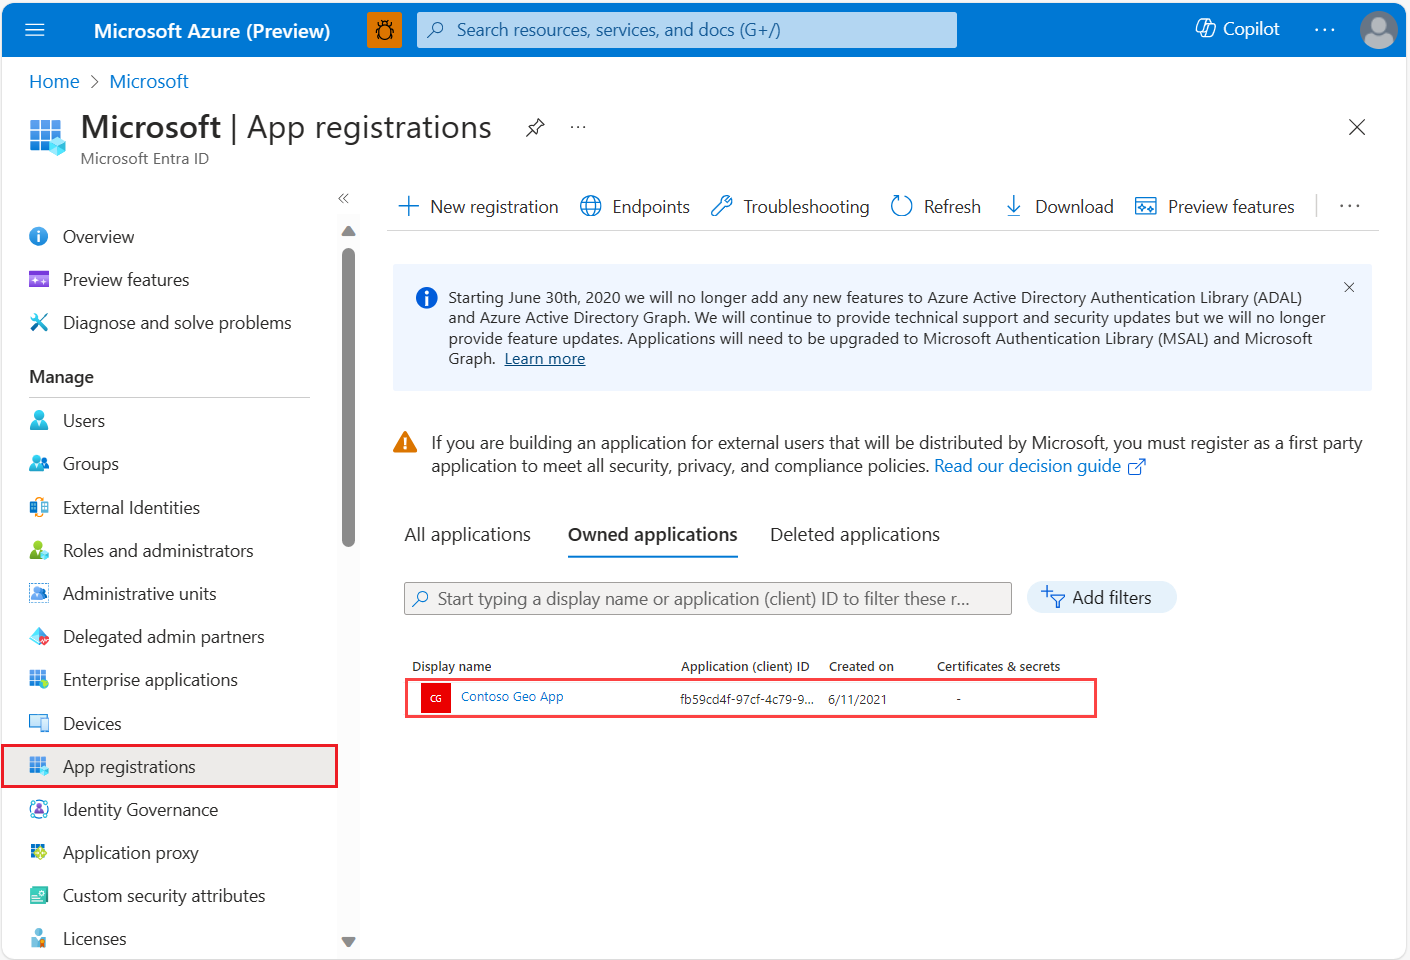 Microsoft Azure (Preview)
Search resources, services, and docs (G+/)
Copilot
Home > Microsoft
Microsoft | App registrations
Microsoft Entra ID
Overview
Preview features
Diagnose and solve problems
Manage
Users
Groups
External Identities
Roles and administrators
Administrative units
Delegated admin partners
Enterprise applications
Devices
App registrations
Identity Governance
Application proxy
Custom security attributes
Licenses
New registration
Endpoints
Troubleshooting
Refresh
Download
Preview features
Starting June 30th, 2020 we will no longer add any new features to Azure Active Directory Authentication Library (ADAL)
and Azure Active Directory Graph. We will continue to provide technical support and security updates but we will no longer
provide feature updates. Applications will need to be upgraded to Microsoft Authentication Library (MSAL) and Microsoft
Graph. Learn more
If you are building an application for external users that will be distributed by Microsoft, you must register as a first party
application to meet all security, privacy, and compliance policies. Read our decision guide
All applications
Owned applications
Deleted applications
Start typing a display name or application (client) ID to filter these r...
Add filters
Display name
Application (client) ID
Created on
Certificates & secrets
CG
Contoso Geo App
fb59cd4f-97cf-4c79-9...
6/11/2021
-